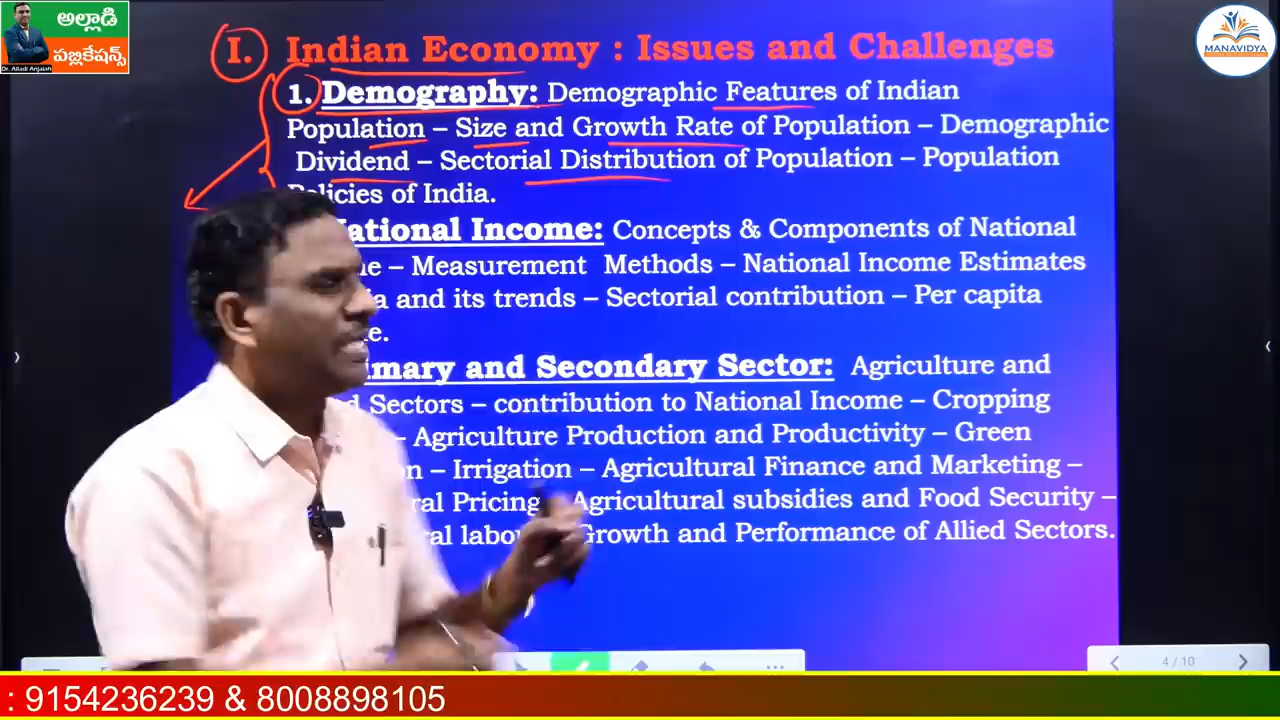 అల్లాడి
పబ్లికేషన్స్
Dr. Alladi Anjaiah
MANAVIDYA
I. Indian Economy : Issues and Challenges
1. Demography: Demographic Features of Indian
Population – Size and Growth Rate of Population – Demographic
Dividend – Sectorial Distribution of Population – Population
Policies of India.
National Income: Concepts & Components of National
– Measurement Methods – National Income Estimates
and its trends – Sectorial contribution – Per capita
Primary and Secondary Sector: Agriculture and
Sectors – contribution to National Income – Cropping
– Agriculture Production and Productivity – Green
– Irrigation – Agricultural Finance and Marketing –
Pricing Agricultural subsidies and Food Security –
Growth and Performance of Allied Sectors.
4 / 10
: 9154236239 & 8008898105